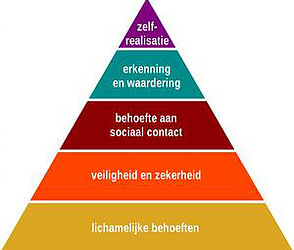 zelf-
realisatie
erkenning
en waardering
behoefte aan
sociaal contact
veiligheid en zekerheid
lichamelijke behoeften